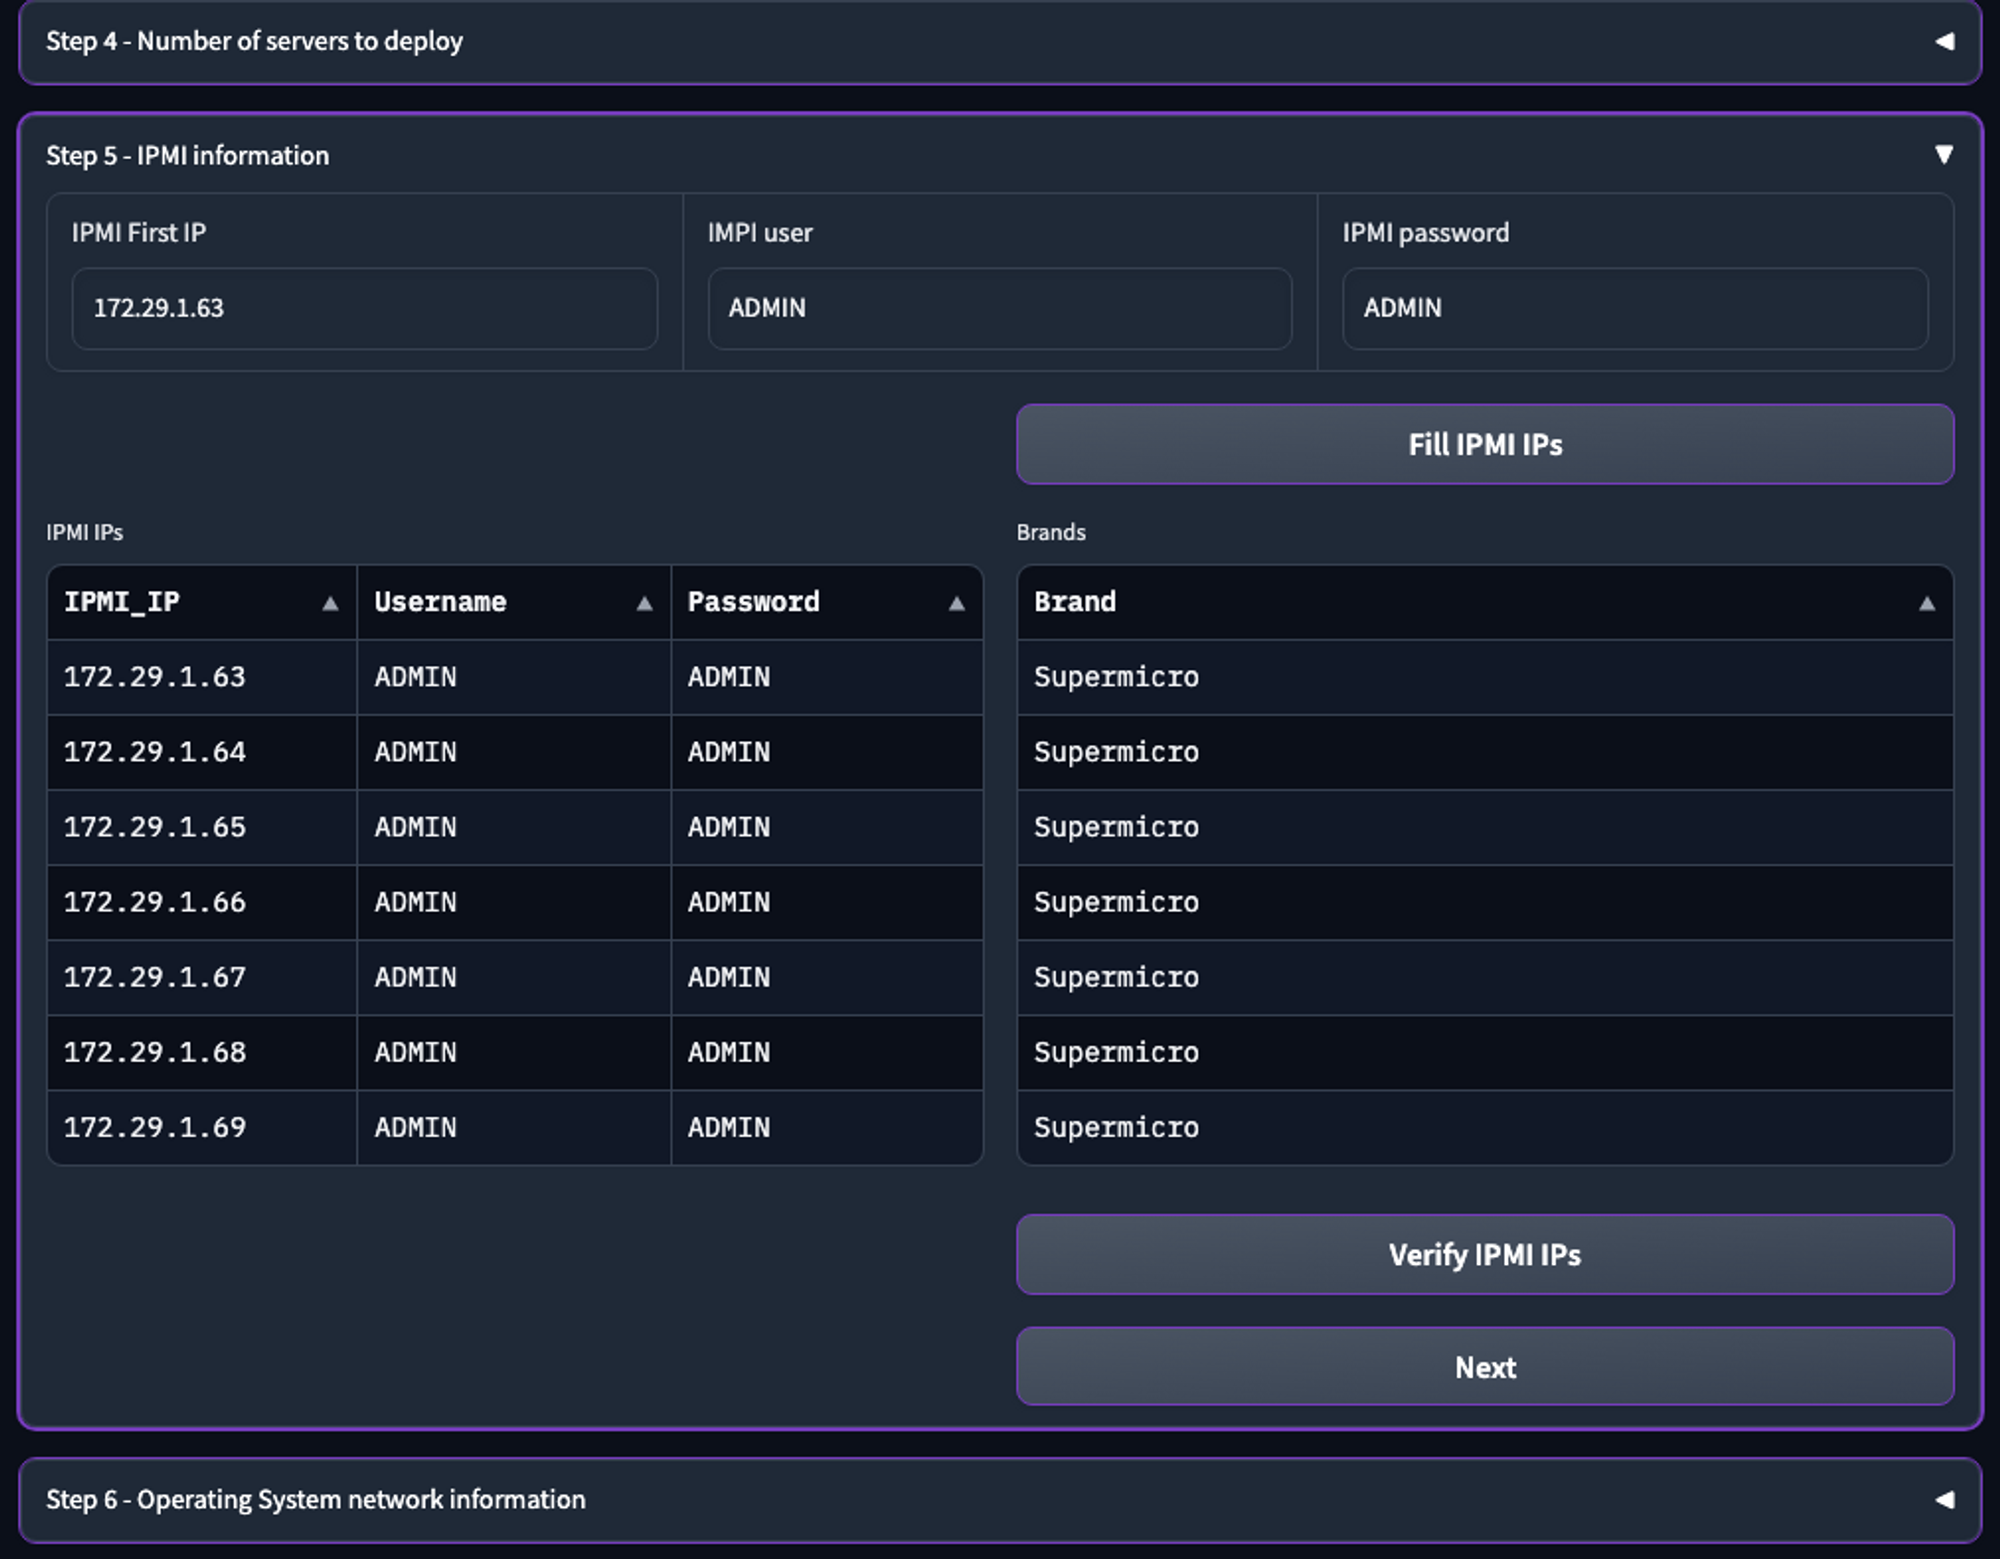 Step 4 - Number of servers to deploy
Step 5 - IPMI information
IPMI First IP IMPI user IPMI password
172.29.1.63 ADMIN ADMIN
Fill IPMI IPs
IPMI IPs Brands
IPMI_IP Username Password Brand
172.29.1.63 ADMIN ADMIN Supermicro
172.29.1.64 ADMIN ADMIN Supermicro
172.29.1.65 ADMIN ADMIN Supermicro
172.29.1.66 ADMIN ADMIN Supermicro
172.29.1.67 ADMIN ADMIN Supermicro
172.29.1.68 ADMIN ADMIN Supermicro
172.29.1.69 ADMIN ADMIN Supermicro
Verify IPMI IPs
Next
Step 6 - Operating System network information